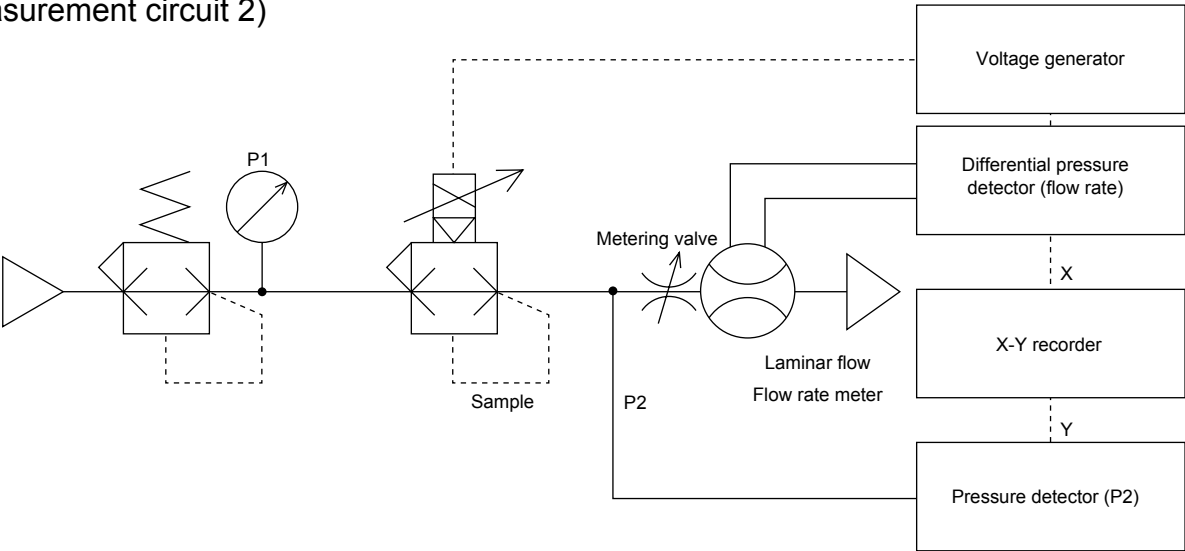 circuit 2)
Voltage generator
P1
Differential pressure
detector (flow rate)
Metering valve
X
X-Y recorder
Laminar flow
Flow rate meter
Sample
P2
Y
Pressure detector (P2)